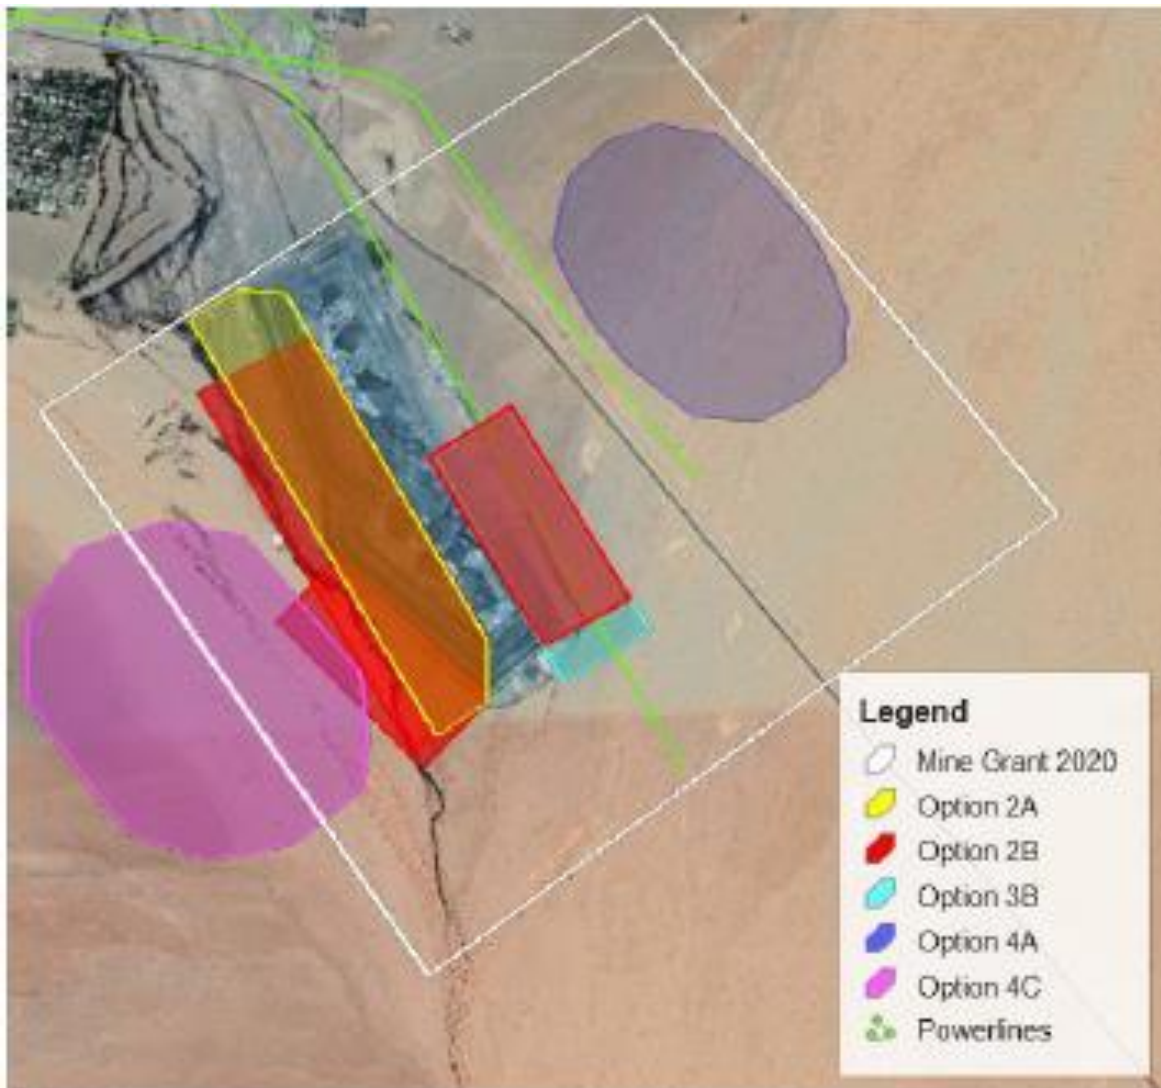 Legend
Mine Grant 2020
Option 2A
Option 2B
Option 3B
Option 4A
Option 4C
Powerlines